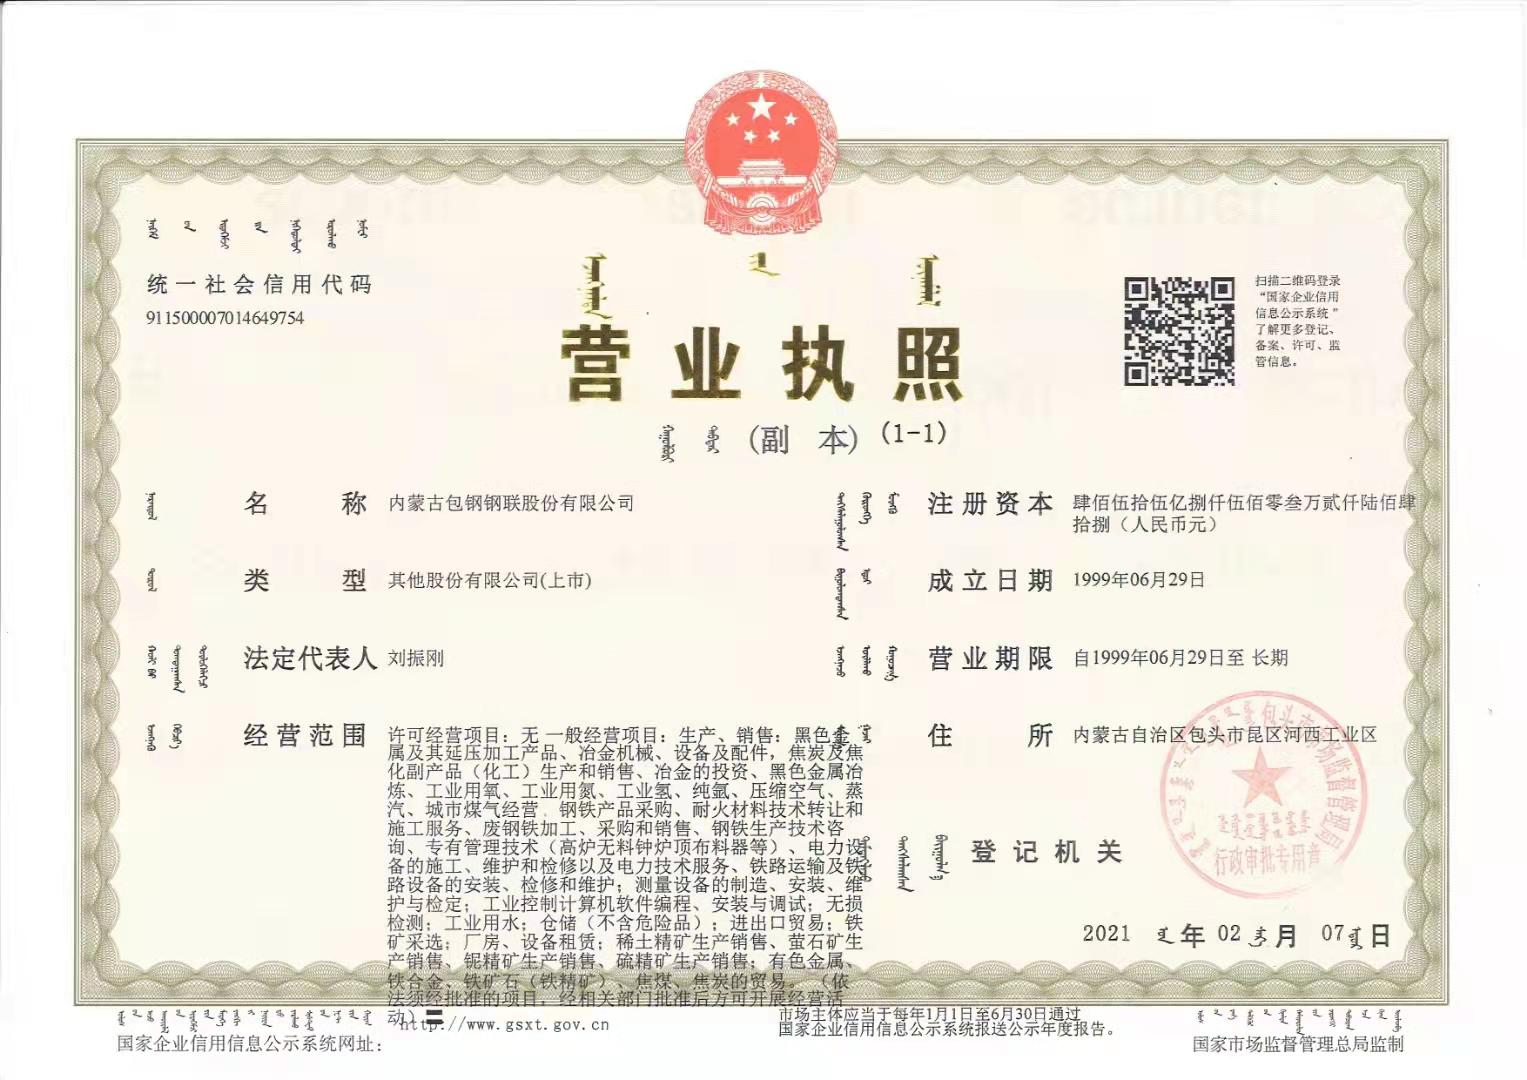 统一社会信用代码
911500007014649754
营业执照
(副 本) (1-1)
扫描二维码登录
“国家企业信用
信息公示系统”
了解更多登记、
备案、许可、监
管信息。
名 称 内蒙古包钢钢联股份有限公司
类 型 其他股份有限公司(上市)
法定代表人 刘振刚
经营范围 许可经营项目：无 一般经营项目：生产、销售：黑色金
属及其延压加工产品、冶金机械、设备及配件，焦炭及焦
化副产品（化工）生产和销售、冶金的投资、黑色金属冶
炼、工业用氧、工业用氮、工业氢、纯氩、压缩空气、蒸
汽、城市煤气经营．钢铁产品采购、耐火材料技术转让和
施工服务、废钢铁加工、采购和销售、钢铁生产技术咨
询、专有管理技术（高炉无料钟炉顶布料器等）、电力设
备的施工、维护和检修以及电力技术服务、铁路运输及铁
路设备的安装、检修和维护；测量设备的制造、安装、维
护与检定；工业控制计算机软件编程、安装与调试；无损
检测；工业用水；仓储（不含危险品）；进出口贸易；铁
矿采选；厂房、设备租赁；稀土精矿生产销售、萤石矿生
产销售、铌精矿生产销售、硫精矿生产销售；有色金属、
铁合金、铁矿石（铁精矿）、焦煤、焦炭的贸易。（依
法须经批准的项目，经相关部门批准后方可开展经营活
动）
注册资本 肆佰伍拾伍亿捌仟伍佰零叁万贰仟陆佰肆
拾捌（人民币元）
成立日期 1999年06月29日
营业期限 自1999年06月29日至 长期
住 所 内蒙古自治区包头市昆区河西工业区
登记机关
包头市市场监督管理局
行政审批专用章
2021 年 02 月 07 日
国家企业信用信息公示系统网址：
http://www.gsxt.gov.cn
市场主体应当于每年1月1日至6月30日通过
国家企业信用信息公示系统报送公示年度报告。
国家市场监督管理总局监制